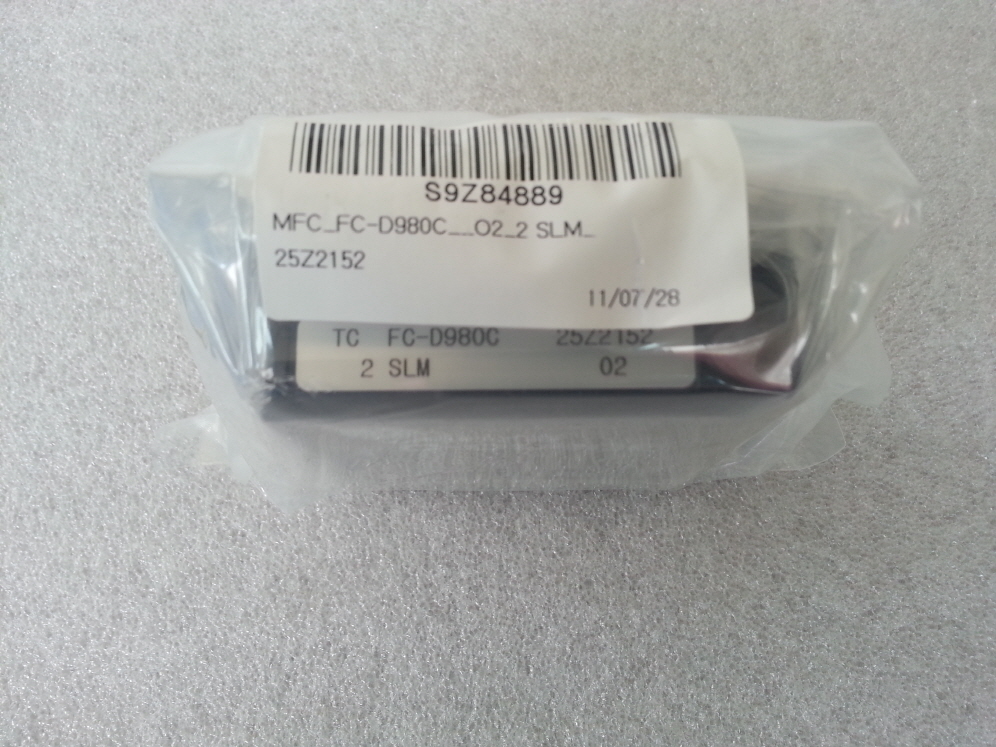 S9Z84889
MFC_FC-D980C__O2_2 SLM_
25Z2152
11/07/28
TC FC-D980C 25Z2152
2 SLM O2